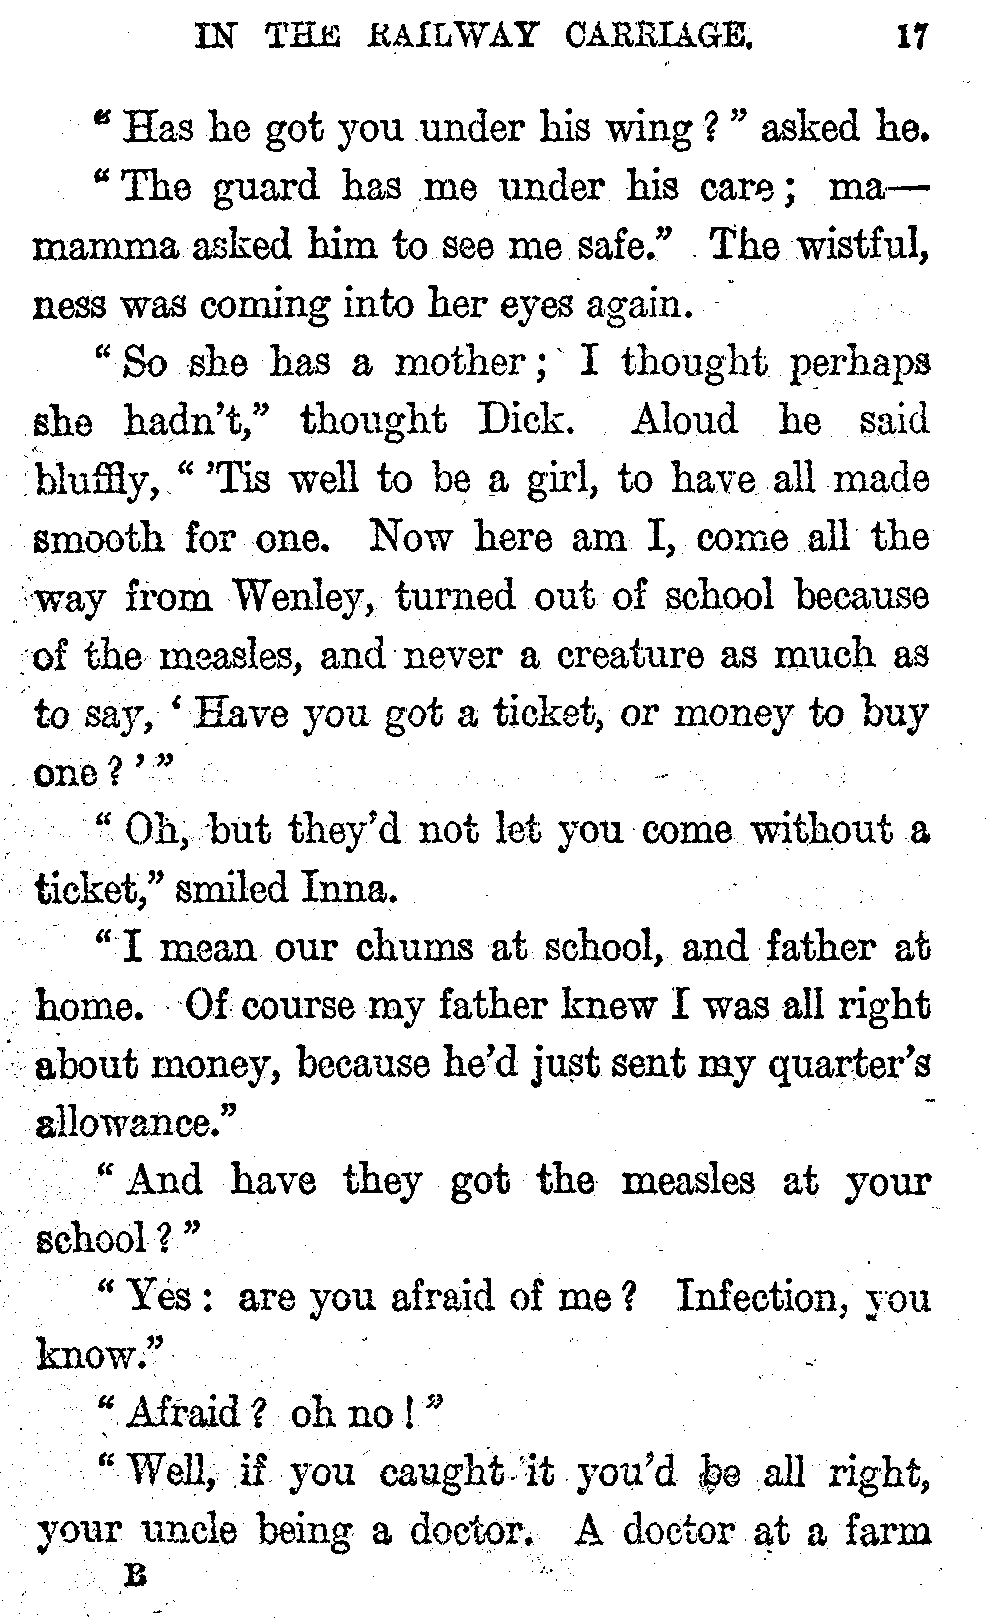 IN THE RAILWAY CARRIAGE. 17
“Has he got you under his wing?” asked he.
“The guard has me under his care; ma—
mamma asked him to see me safe.” The wistful,
ness was coming into her eyes again.
“So she has a mother; I thought perhaps
she hadn’t,” thought Dick. Aloud he said
bluffly, “’Tis well to be a girl, to have all made
smooth for one. Now here am I, come all the
way from Wenley, turned out of school because
of the measles, and never a creature as much as
to say, ‘Have you got a ticket, or money to buy
one?’”
“Oh, but they’d not let you come without a
ticket,” smiled Inna.
“I mean our chums at school, and father at
home. Of course my father knew I was all right
about money, because he’d just sent my quarter’s
allowance.”
“And have they got the measles at your
school?”
“Yes: are you afraid of me? Infection, you
know.”
“Afraid? oh no!”
“Well, if you caught it you’d be all right,
your uncle being a doctor. A doctor at a farm
B